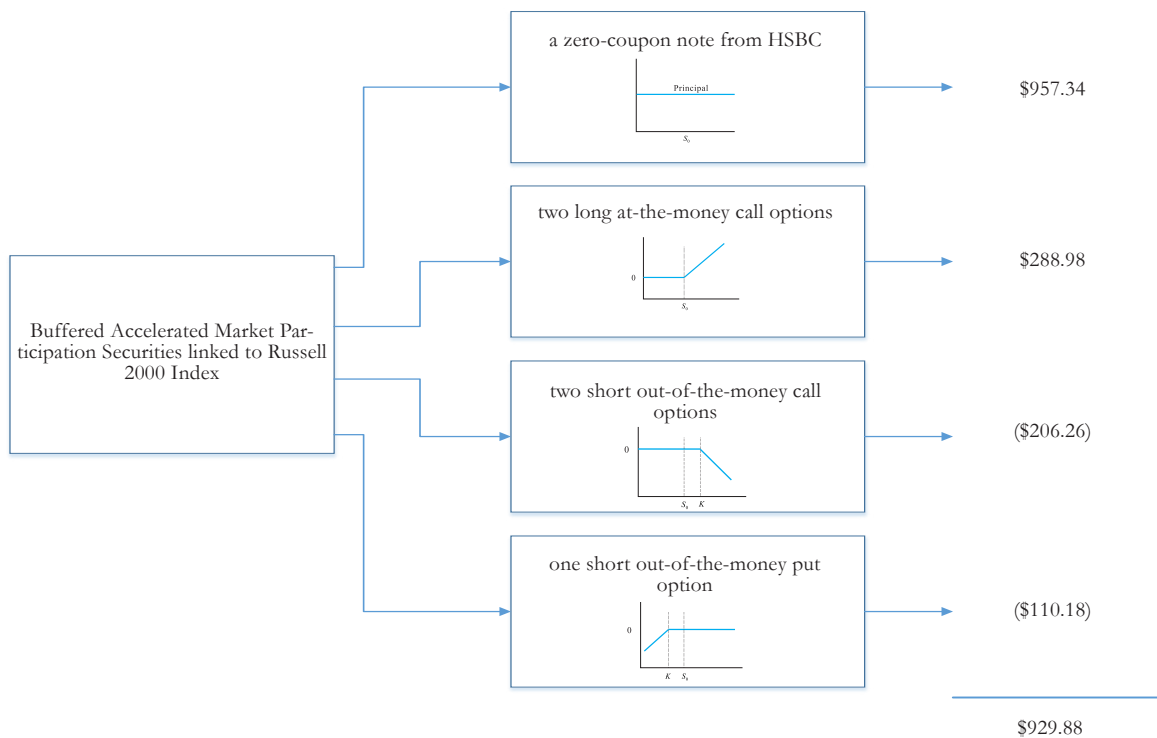 a zero-coupon note from HSBC
Principal
S₀
$957.34
two long at-the-money call options
0
S₀
$288.98
Buffered Accelerated Market Par-
ticipation Securities linked to Russell
2000 Index
two short out-of-the-money call
options
0
S₀ K
($206.26)
one short out-of-the-money put
option
0
K S₀
($110.18)
$929.88